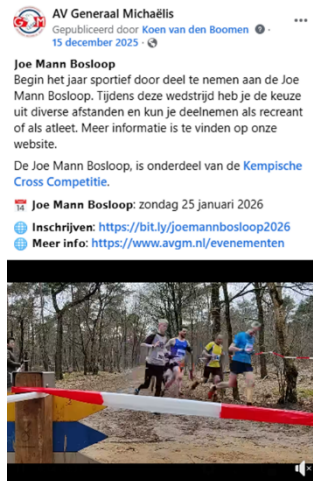 AV Generaal Michaëlis
Gepubliceerd door Koen van den Boomen
15 december 2025
Joe Mann Bosloop
Begin het jaar sportief door deel te nemen aan de Joe
Mann Bosloop. Tijdens deze wedstrijd heb je de keuze
uit diverse afstanden en kun je deelnemen als recreant
of als atleet. Meer informatie is te vinden op onze
website.
De Joe Mann Bosloop, is onderdeel van de Kempische
Cross Competitie.
Joe Mann Bosloop: zondag 25 januari 2026
Inschrijven: https://bit.ly/joemannbosloop2026
Meer info: https://www.avgm.nl/evenementen